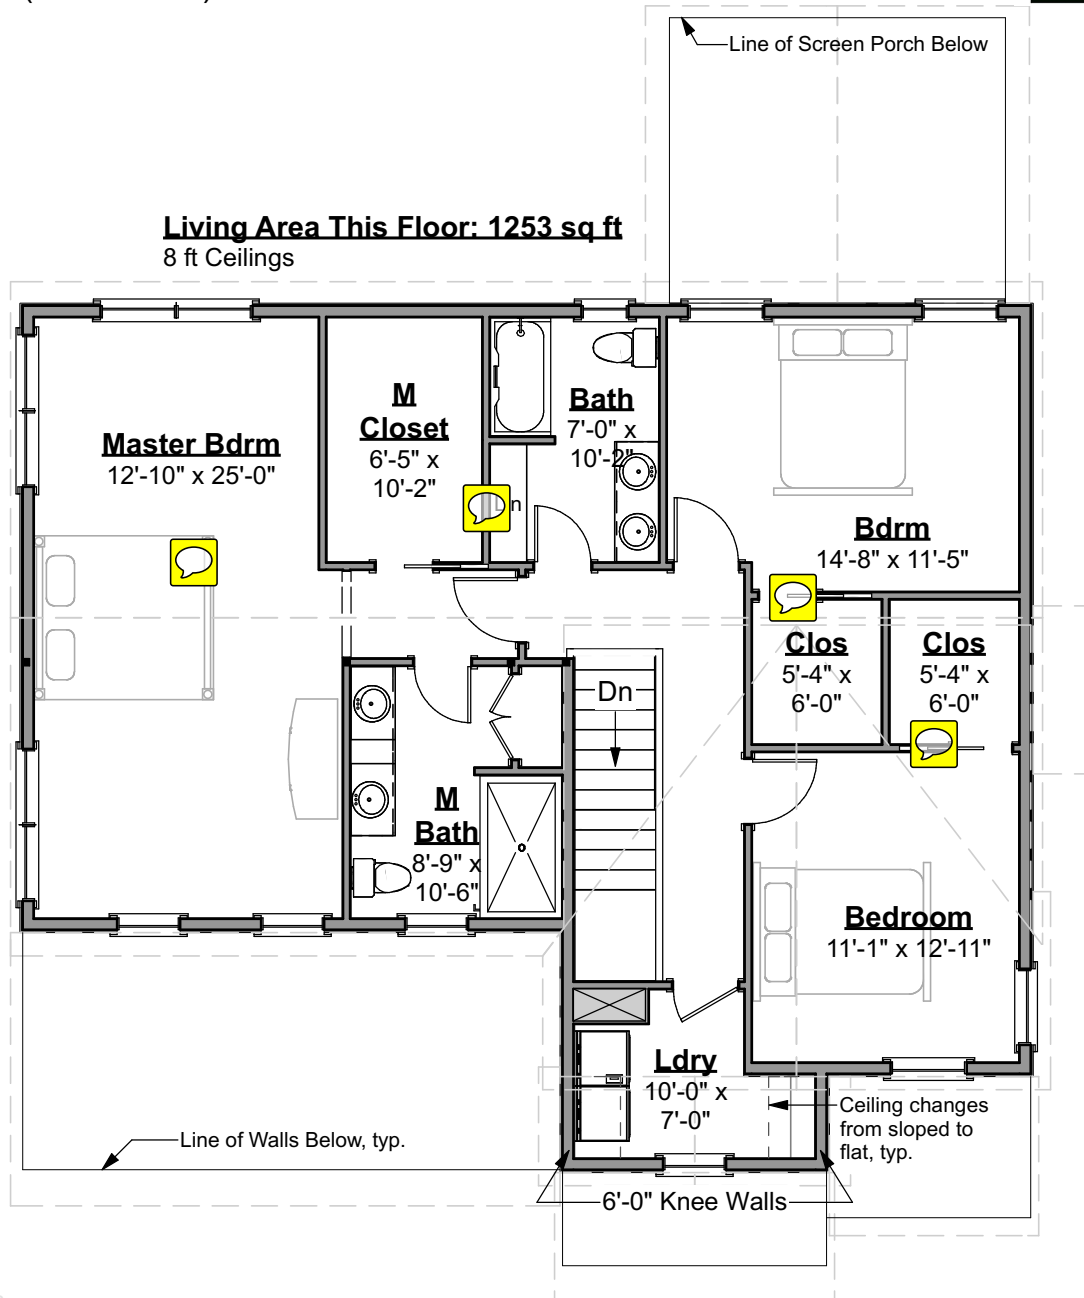 Line of Screen Porch Below
Living Area This Floor: 1253 sq ft
8 ft Ceilings
Master Bdrm
12'-10" x 25'-0"
M
Closet
6'-5" x
10'-2"
Bath
7'-0" x
10'-2"
Bdrm
14'-8" x 11'-5"
Clos
5'-4" x
6'-0"
Clos
5'-4" x
6'-0"
Dn
M
Bath
8'-9" x
10'-6"
Bedroom
11'-1" x 12'-11"
Ldry
10'-0" x
7'-0"
Ceiling changes
from sloped to
flat, typ.
Line of Walls Below, typ.
6'-0" Knee Walls